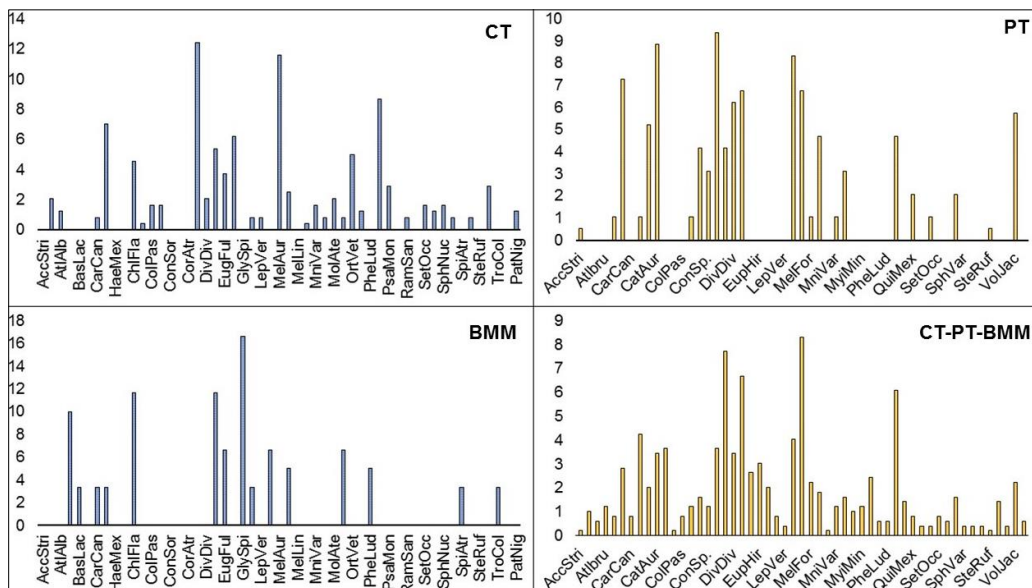 CT
14
12
10
8
6
4
2
0
AccStri
AtlAlb
BasLac
CarCan
HaeMex
ChlFla
ColPas
ConSor
CorAtr
DivDiv
EugFul
GlySpi
LepVer
MelAur
MelLin
MniVar
MolAte
OrtVet
PheLud
PsaMon
RamSan
SetOcc
SphNuc
SpiAtr
SteRuf
TroCol
PatNig
PT
10
9
8
7
6
5
4
3
2
1
0
AccStri
Atlbru
CarCan
CatAur
ColPas
ConSp.
DivDiv
EupHir
LepVer
MelFor
MniVar
MyiMin
PheLud
QuiMex
SetOcc
SphVar
SteRuf
VolJac
BMM
18
16
14
12
10
8
6
4
2
0
AccStri
AtlAlb
BasLac
CarCan
HaeMex
ChlFla
ColPas
ConSor
CorAtr
DivDiv
EugFul
GlySpi
LepVer
MelAur
MelLin
MniVar
MolAte
OrtVet
PheLud
PsaMon
RamSan
SetOcc
SphNuc
SpiAtr
SteRuf
TroCol
PatNig
CT-PT-BMM
9
8
7
6
5
4
3
2
1
0
AccStri
Atlbru
CarCan
CatAur
ColPas
ConSp.
DivDiv
EupHir
LepVer
MelFor
MniVar
MyiMin
PheLud
QuiMex
SetOcc
SphVar
SteRuf
VolJac